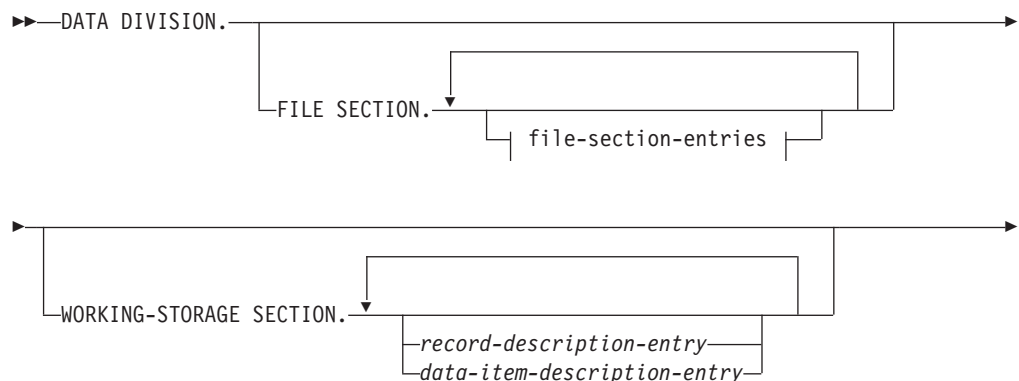 DATA DIVISION.
FILE SECTION.
file-section-entries
WORKING-STORAGE SECTION.
record-description-entry
data-item-description-entry